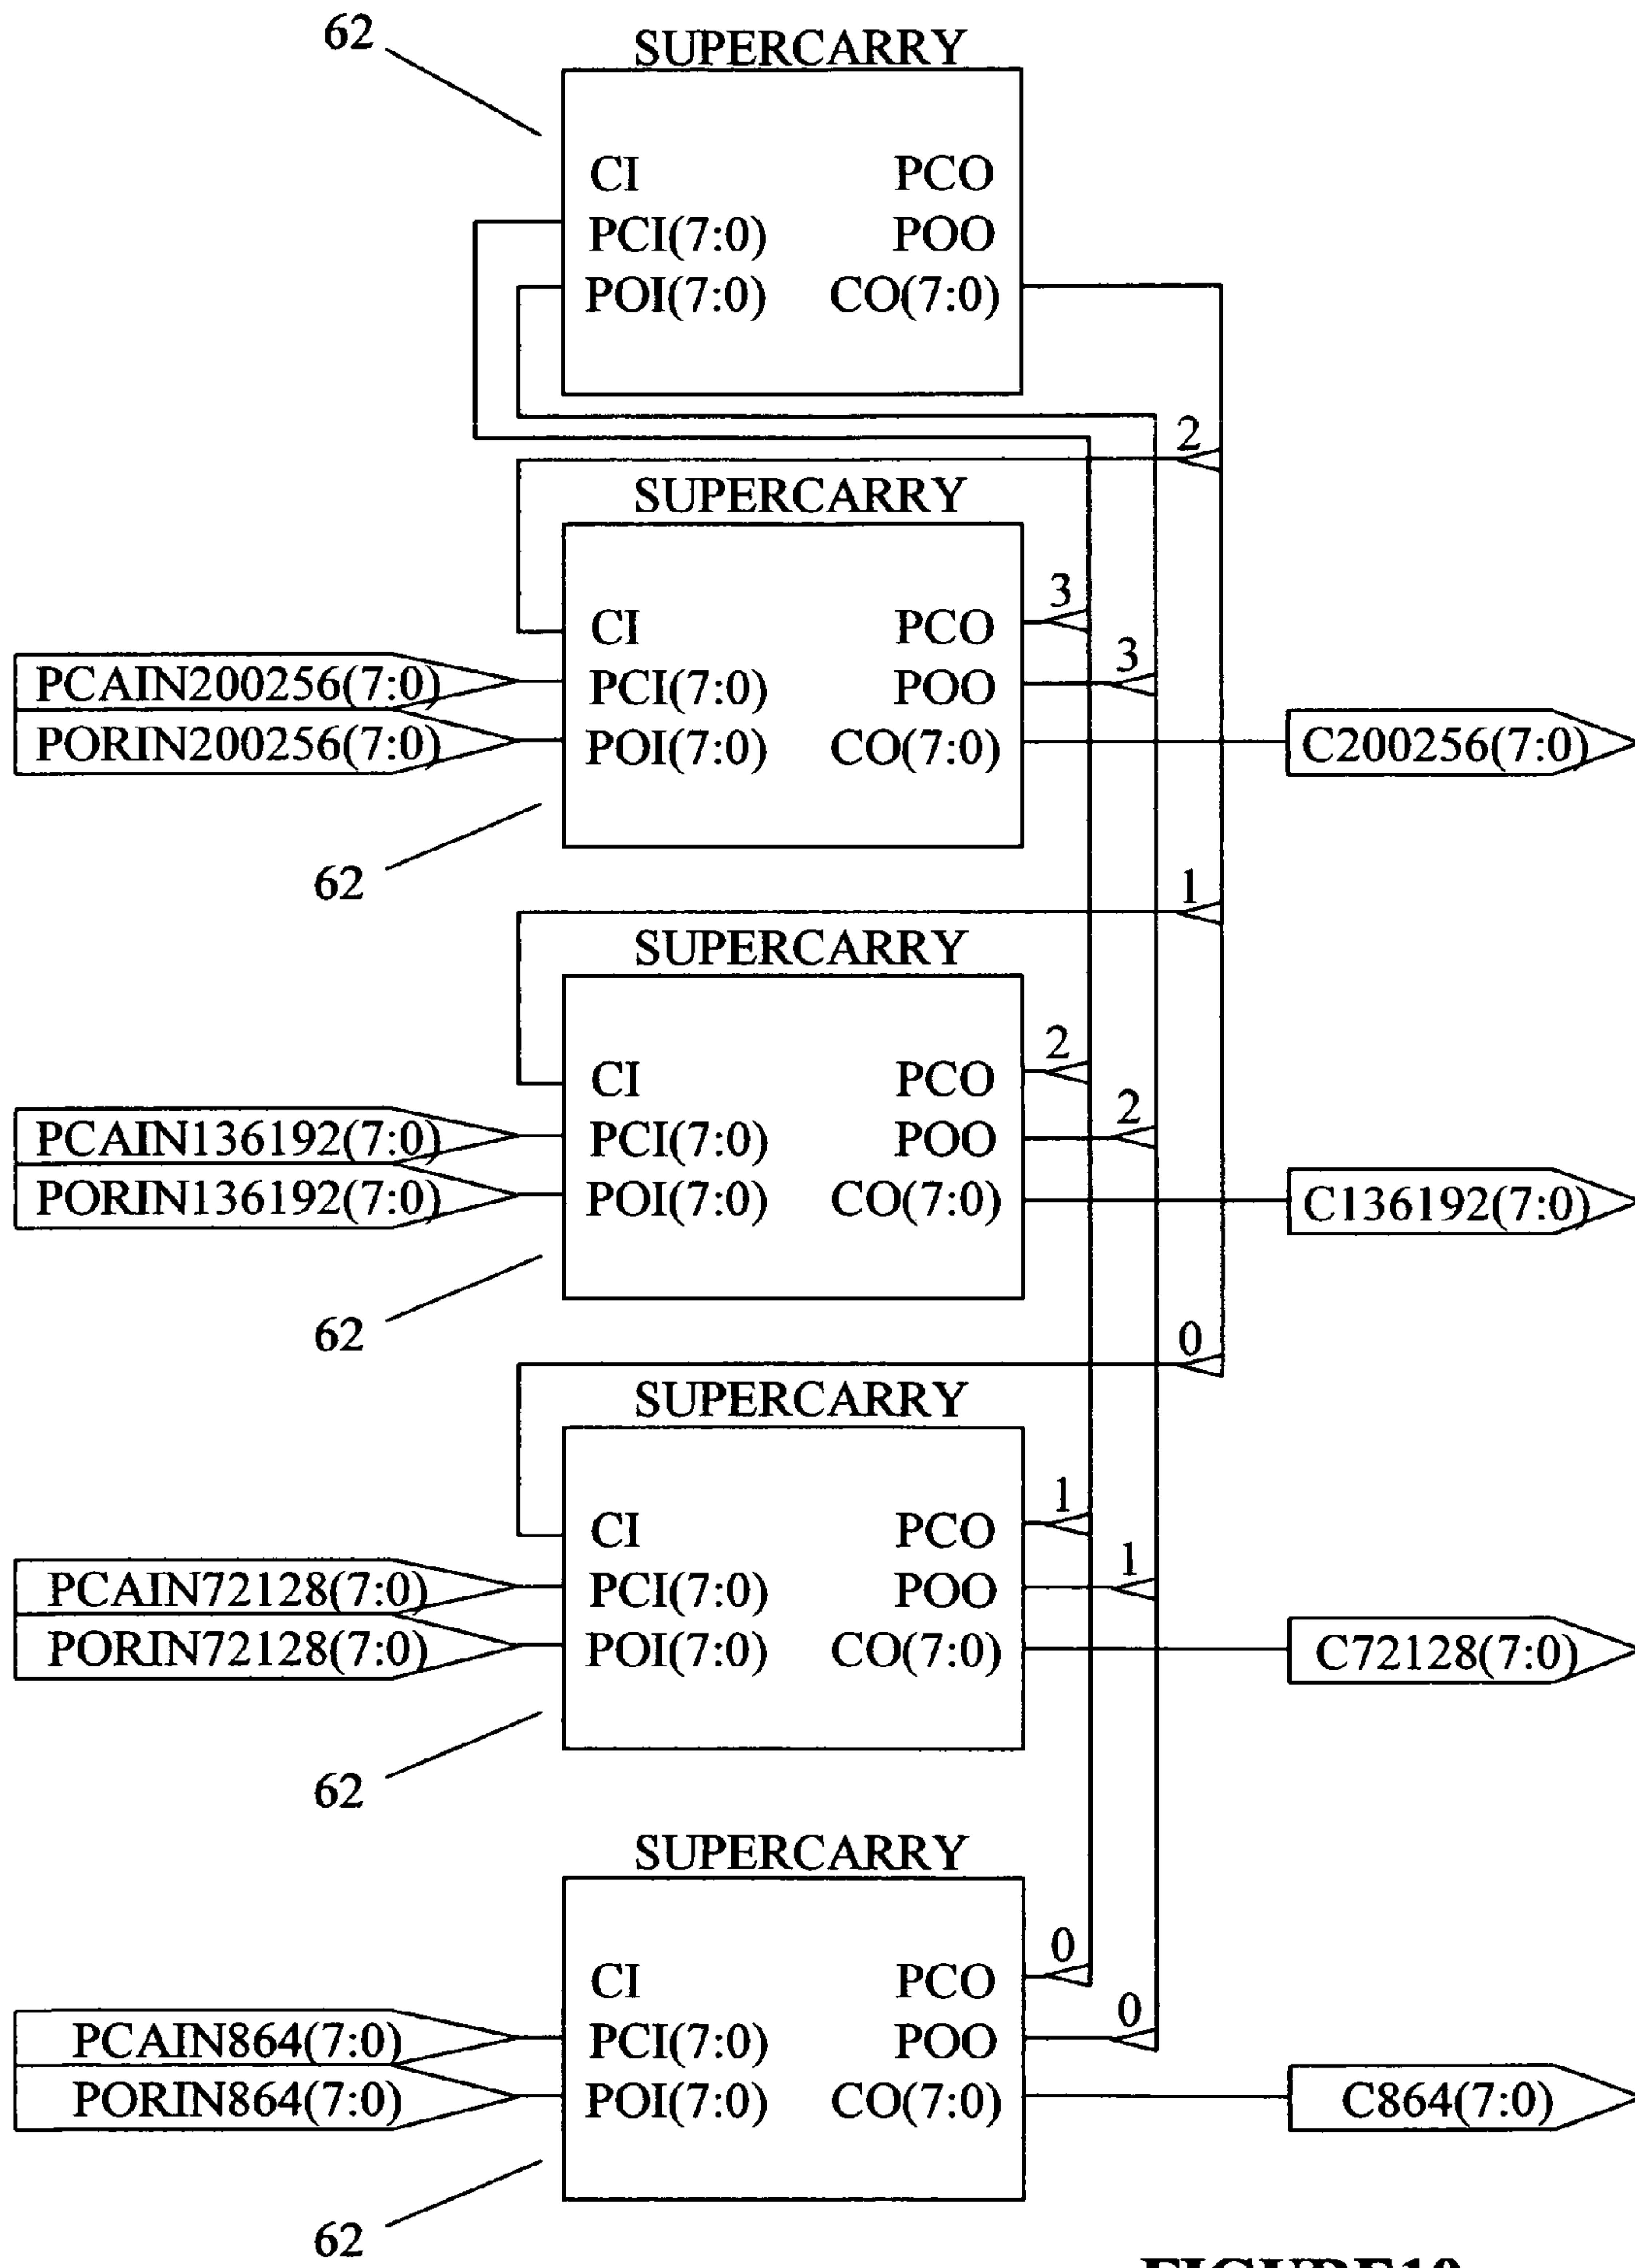 62
SUPERCARRY
CI PCO
PCI(7:0) POO
POI(7:0) CO(7:0)
2
SUPERCARRY
3
CI PCO
3
PCAIN200256(7:0) PCI(7:0) POO
PORIN200256(7:0) POI(7:0) CO(7:0) C200256(7:0)
62
1
SUPERCARRY
2
CI PCO
2
PCAIN136192(7:0) PCI(7:0) POO
PORIN136192(7:0) POI(7:0) CO(7:0) C136192(7:0)
62
0
SUPERCARRY
1
CI PCO
1
PCAIN72128(7:0) PCI(7:0) POO
PORIN72128(7:0) POI(7:0) CO(7:0) C72128(7:0)
62
SUPERCARRY
0
CI PCO
0
PCAIN864(7:0) PCI(7:0) POO
PORIN864(7:0) POI(7:0) CO(7:0) C864(7:0)
62